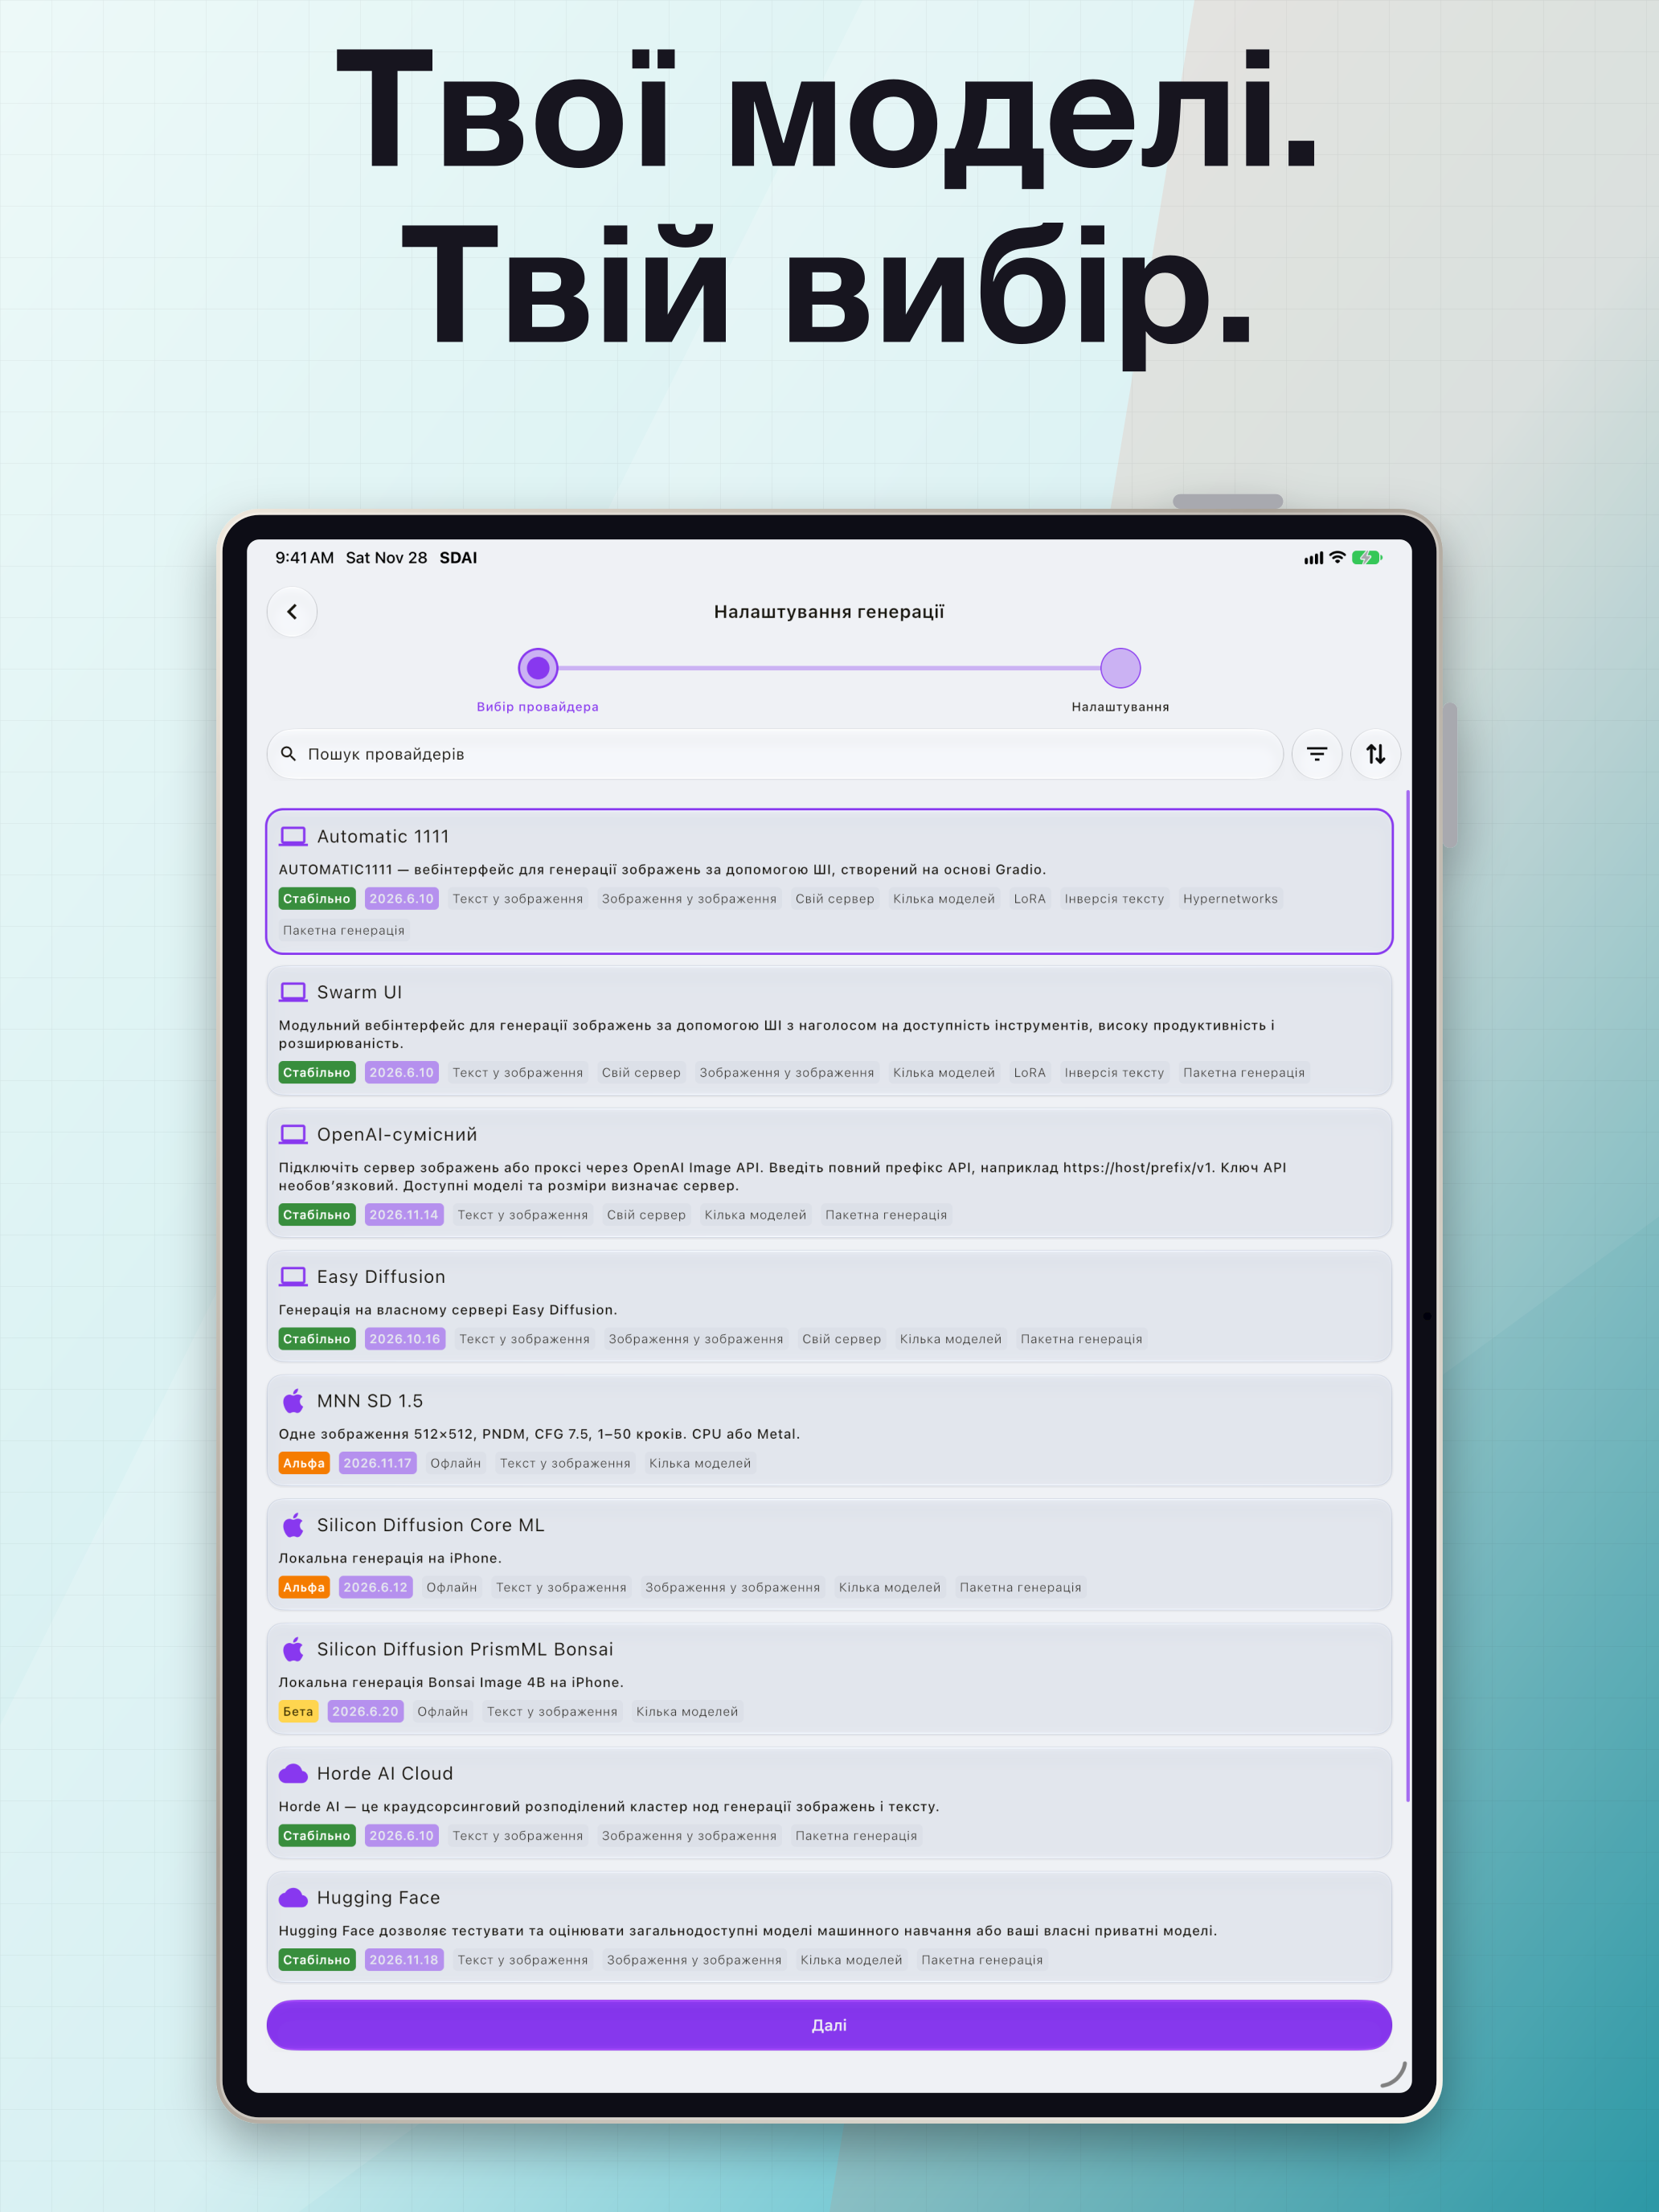 Твої моделі.
Твій вибір.
9:41 AM Sat Nov 28 SDAI
Налаштування генерації
Вибір провайдера
Налаштування
Пошук провайдерів
Automatic 1111
AUTOMATIC1111 — вебінтерфейс для генерації зображень за допомогою ШІ, створений на основі Gradio.
Стабільно 2026.6.10 Текст у зображення Зображення у зображення Свій сервер Кілька моделей LoRA Інверсія тексту Hypernetworks
Пакетна генерація
Swarm UI
Модульний вебінтерфейс для генерації зображень за допомогою ШІ з наголосом на доступність інструментів, високу продуктивність і
розширюваність.
Стабільно 2026.6.10 Текст у зображення Свій сервер Зображення у зображення Кілька моделей LoRA Інверсія тексту Пакетна генерація
OpenAI-сумісний
Підключіть сервер зображень або проксі через OpenAI Image API. Введіть повний префікс API, наприклад https://host/prefix/v1. Ключ API
необов’язковий. Доступні моделі та розміри визначає сервер.
Стабільно 2026.11.14 Текст у зображення Свій сервер Кілька моделей Пакетна генерація
Easy Diffusion
Генерація на власному сервері Easy Diffusion.
Стабільно 2026.10.16 Текст у зображення Зображення у зображення Свій сервер Кілька моделей Пакетна генерація
MNN SD 1.5
Одне зображення 512×512, PNDM, CFG 7.5, 1–50 кроків. CPU або Metal.
Альфа 2026.11.17 Офлайн Текст у зображення Кілька моделей
Silicon Diffusion Core ML
Локальна генерація на iPhone.
Альфа 2026.6.12 Офлайн Текст у зображення Зображення у зображення Кілька моделей Пакетна генерація
Silicon Diffusion PrismML Bonsai
Локальна генерація Bonsai Image 4B на iPhone.
Бета 2026.6.20 Офлайн Текст у зображення Кілька моделей
Horde AI Cloud
Horde AI — це краудсорсинговий розподілений кластер нод генерації зображень і тексту.
Стабільно 2026.6.10 Текст у зображення Зображення у зображення Пакетна генерація
Hugging Face
Hugging Face дозволяє тестувати та оцінювати загальнодоступні моделі машинного навчання або ваші власні приватні моделі.
Стабільно 2026.11.18 Текст у зображення Зображення у зображення Кілька моделей Пакетна генерація
Далі